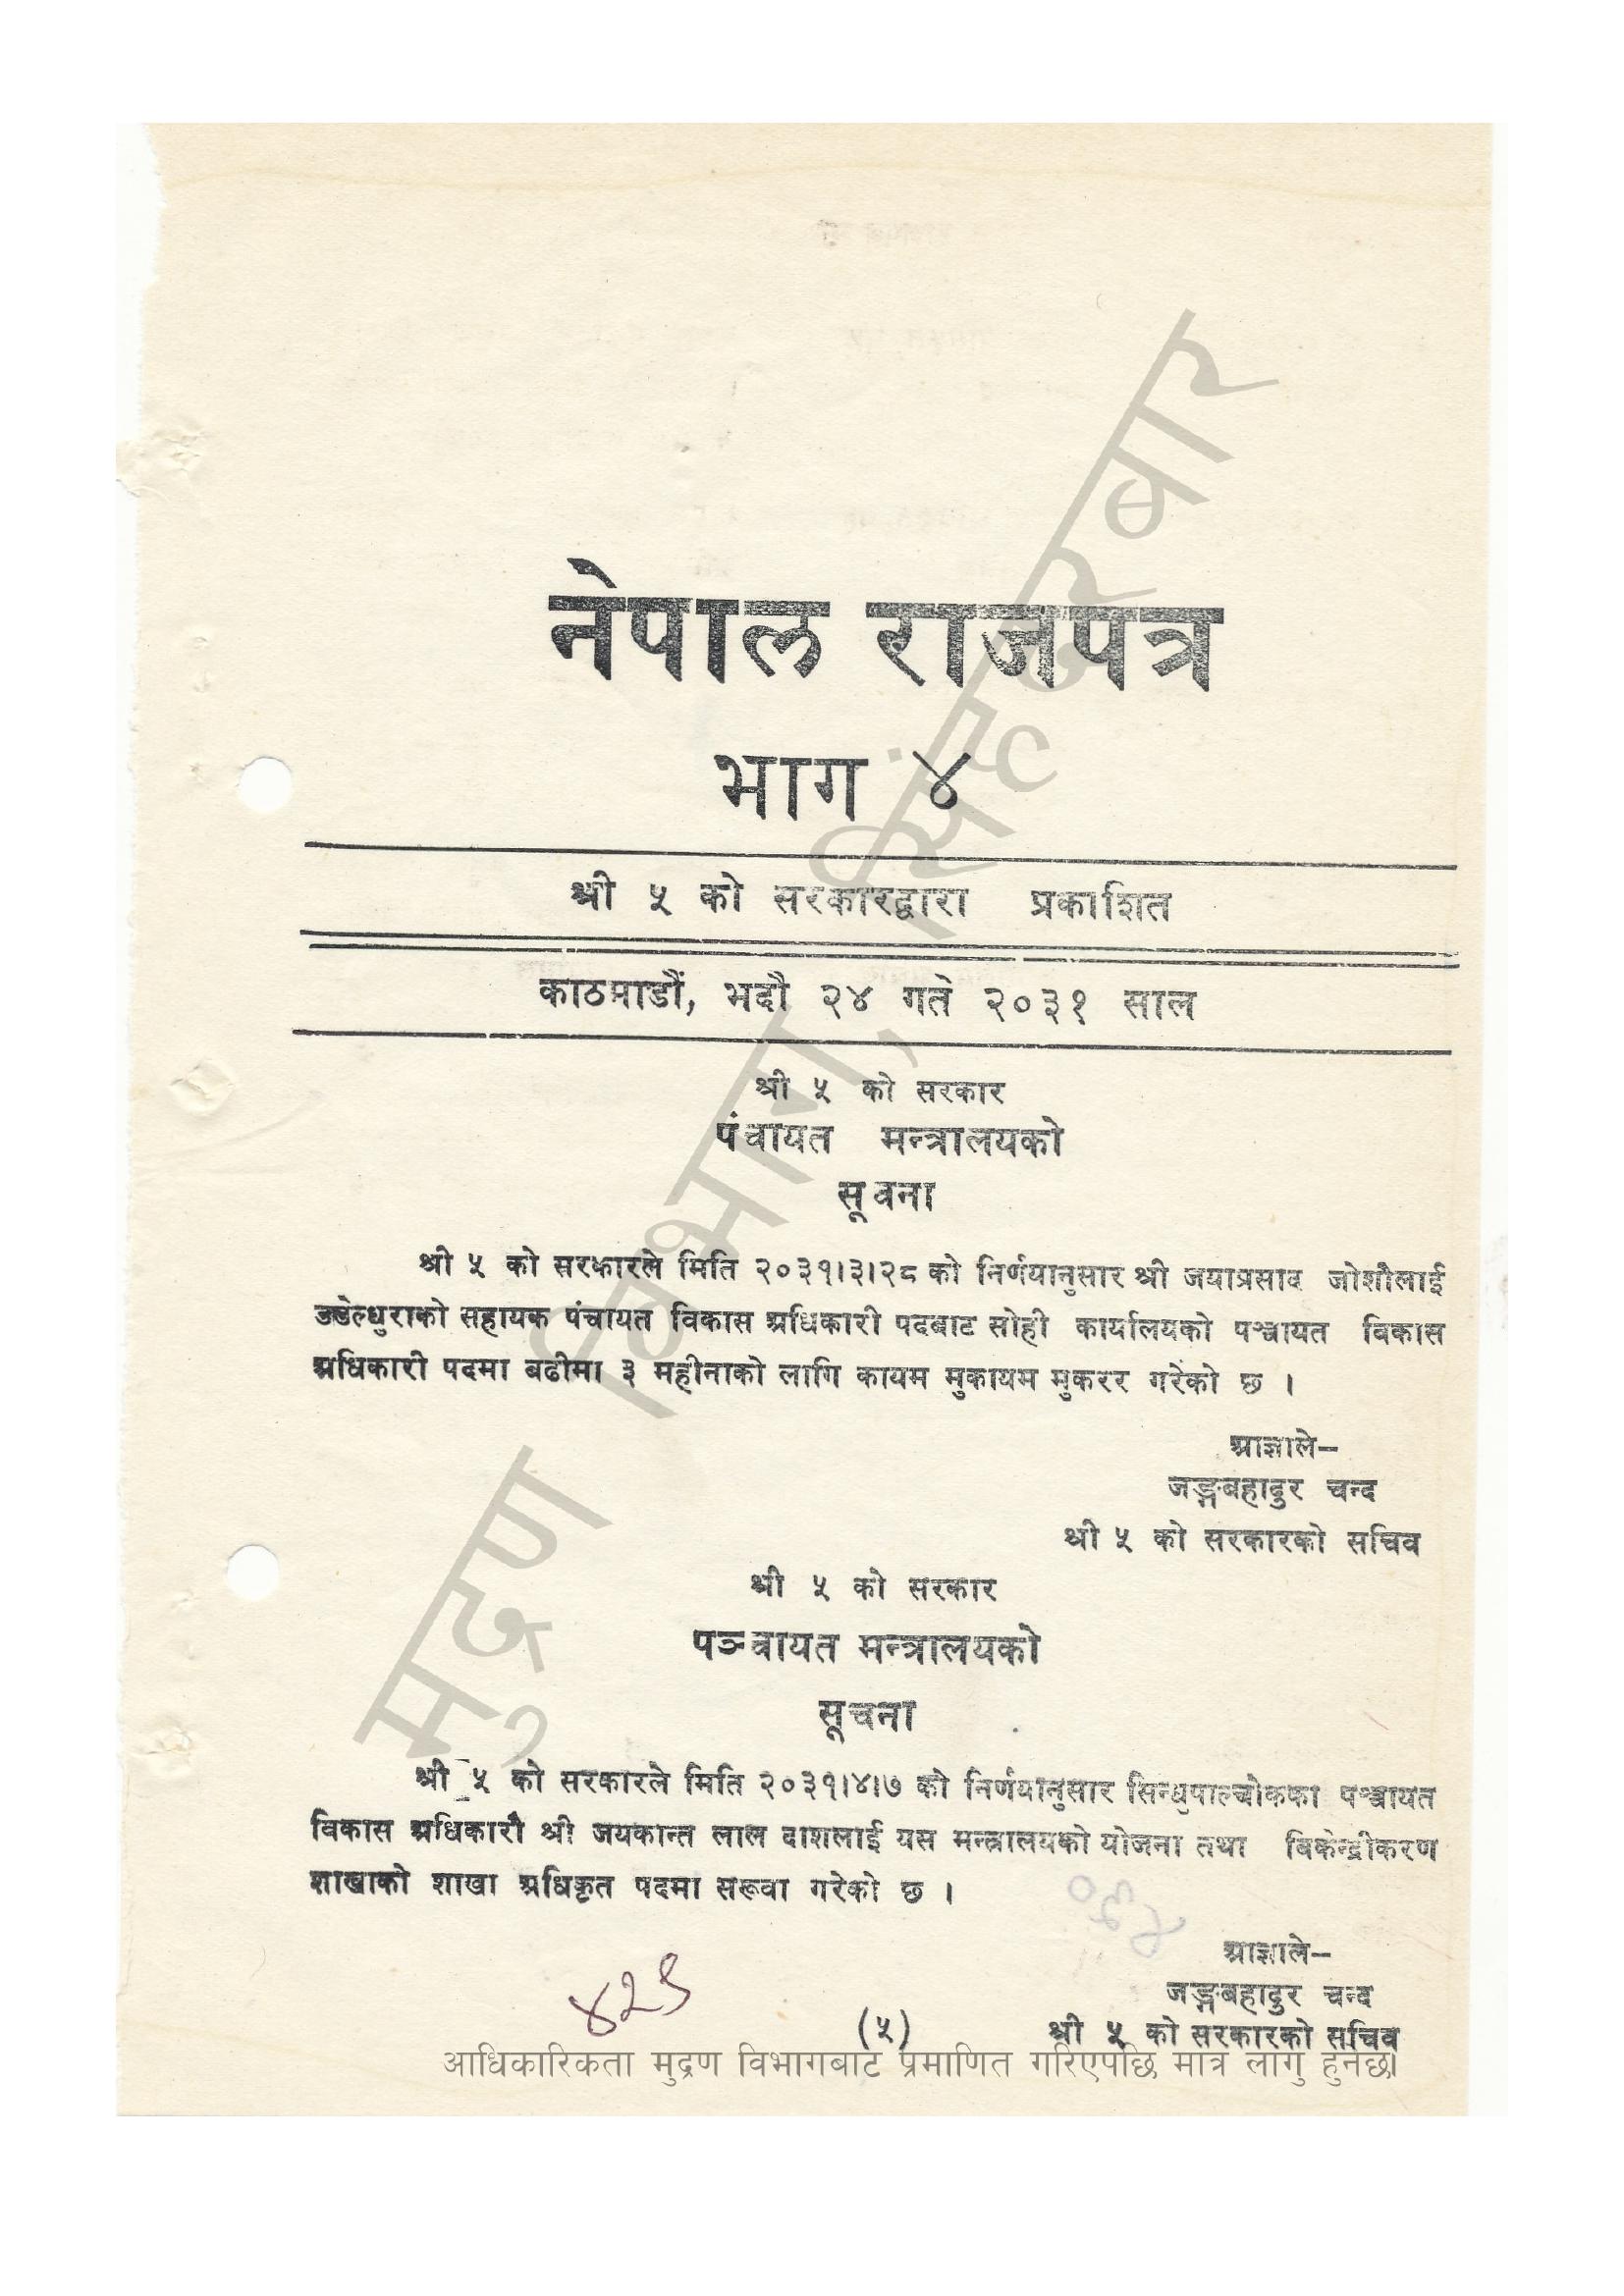 नेपाल राजपत्र
भाग ४
श्री ५ को सरकारद्वारा प्रकाशित
काठमाडौं, भदौ २४ गते २०३१ साल
श्री ५ को सरकार
पंचायत मन्त्रालयको
सूचना
श्री ५ को सरकारले मिति २०३१।३।२८ को निर्णयानुसार श्री जयाप्रसाद जोशीलाई
डडेल्धुराको सहायक पंचायत विकास अधिकारी पदबाट सोही कार्यालयको पञ्चायत विकास
अधिकारी पदमा बढीमा ३ महीनाको लागि कायम मुकायम मुकरर गरेको छ ।
आज्ञाले–
जङ्गबहादुर चन्द
श्री ५ को सरकारको सचिव
श्री ५ को सरकार
पञ्चायत मन्त्रालयको
सूचना
श्री ५ को सरकारले मिति २०३१।४।७ को निर्णयानुसार सिन्धुपाल्चोकका पञ्चायत
विकास अधिकारी श्री जयकान्त लाल दाशलाई यस मन्त्रालयको योजना तथा बिकेन्द्रीकरण
शाखाको शाखा अधिकृत पदमा सरूवा गरेको छ ।
आज्ञाले–
जङ्गबहादुर चन्द
(५) श्री ५ को सरकारको सचिव
आधिकारिकता मुद्रण विभागबाट प्रमाणित गरिएपछि मात्र लागु हुनेछ।
मुद्रण विभाग, सिंहदरबार